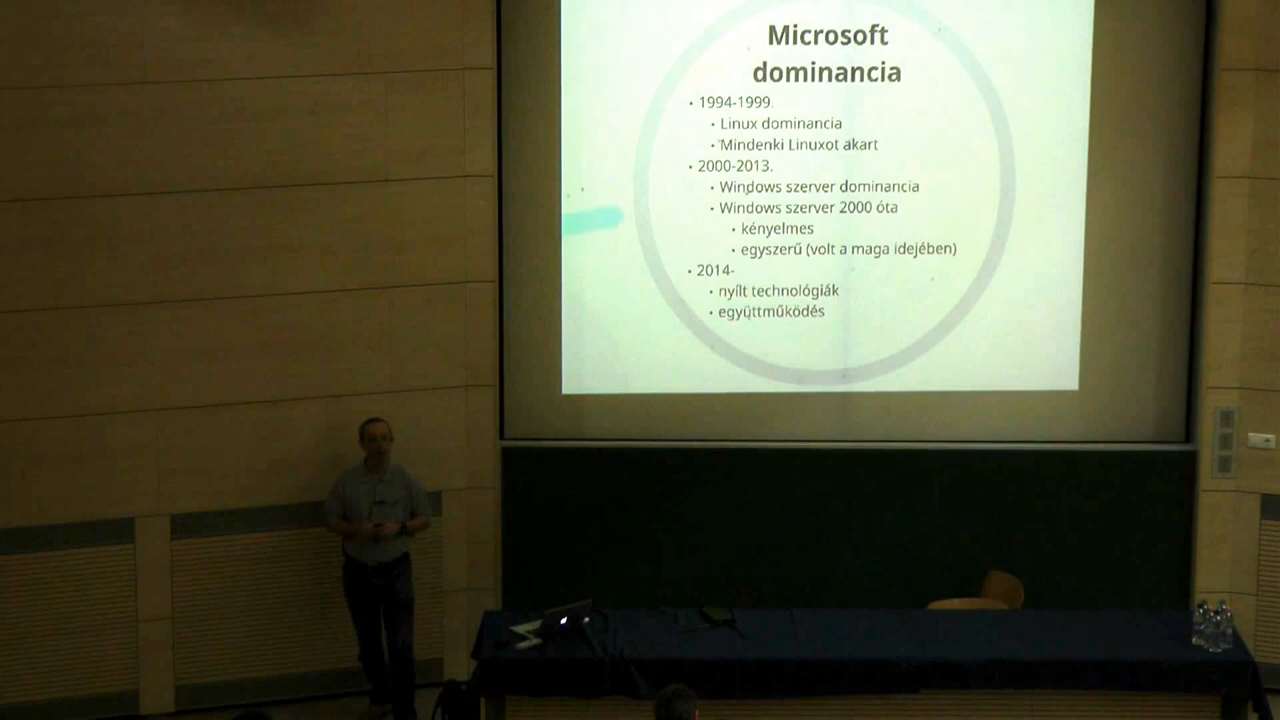 Microsoft
dominancia
• 1994-1999.
• Linux dominancia
• Mindenki Linuxot akart
• 2000-2013.
• Windows szerver dominancia
• Windows szerver 2000 óta
• kényelmes
• egyszerű (volt a maga idejében)
• 2014-
• nyílt technológiák
• együttműködés